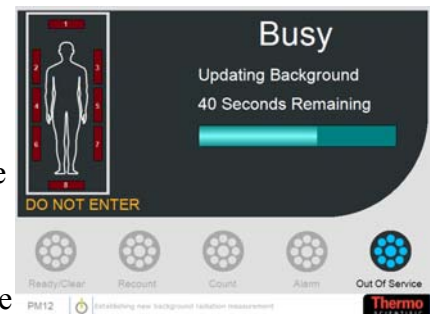 1
2 3
4 5
6 7
8
Busy
Updating Background
40 Seconds Remaining
DO NOT ENTER
e
e
Ready/Clear Recount Count Alarm Out Of Service
PM12 Establishing new background radiation measurement
Thermo
SCIENTIFIC